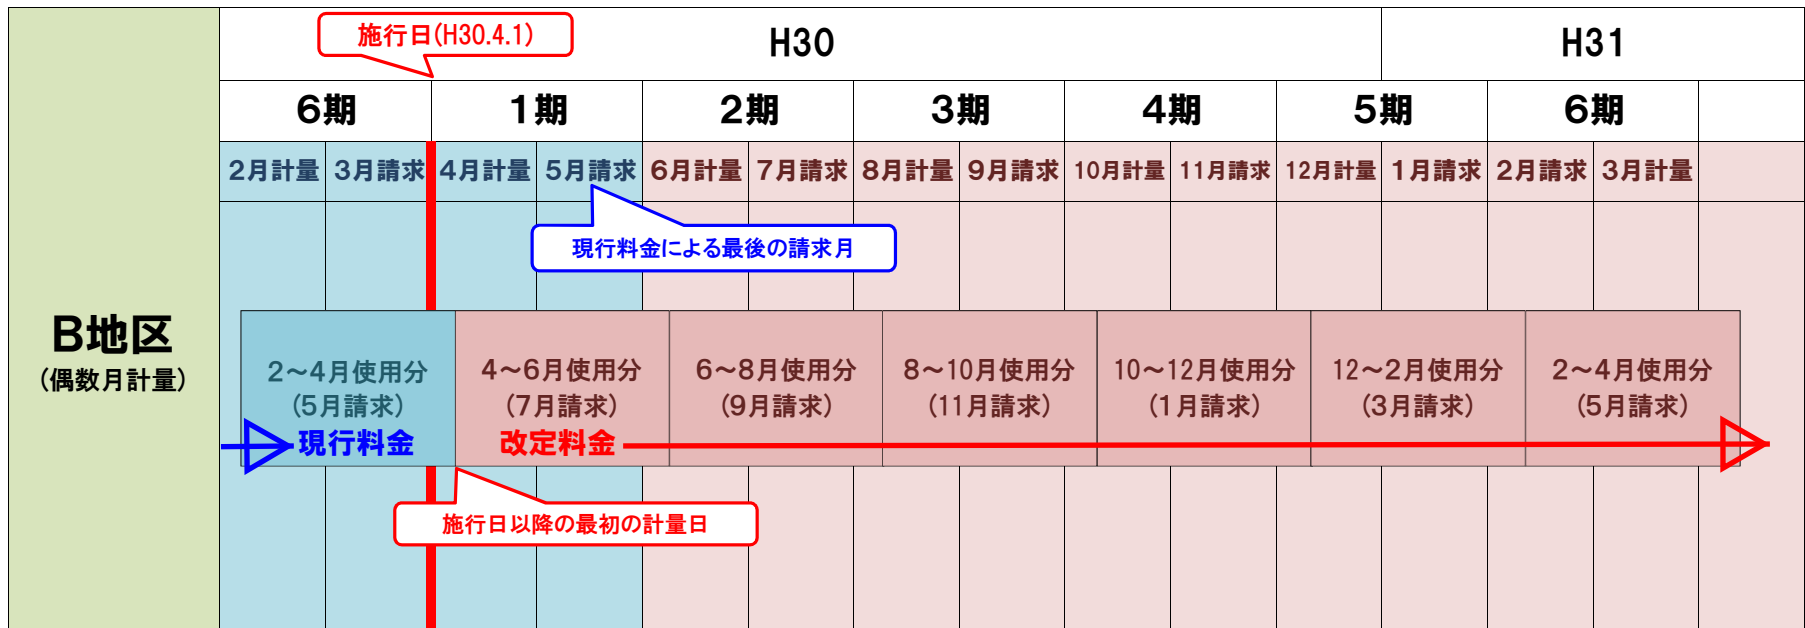 施行日(H30.4.1)
H30
H31
6期
1期
2期
3期
4期
5期
6期
2月計量
3月請求
4月計量
5月請求
6月計量
7月請求
8月計量
9月請求
10月計量
11月請求
12月計量
1月請求
2月請求
3月計量
現行料金による最後の請求月
B地区
(偶数月計量)
2～4月使用分
(5月請求)
現行料金
4～6月使用分
(7月請求)
改定料金
6～8月使用分
(9月請求)
8～10月使用分
(11月請求)
10～12月使用分
(1月請求)
12～2月使用分
(3月請求)
2～4月使用分
(5月請求)
施行日以降の最初の計量日